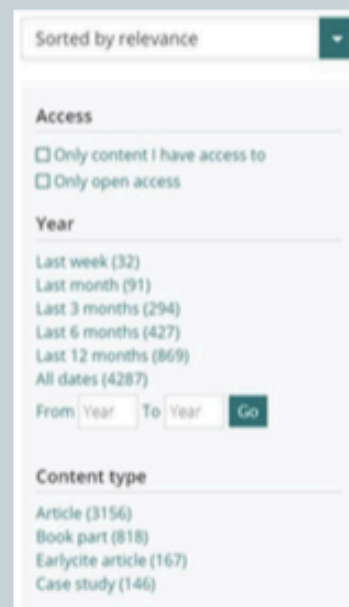 Sorted by relevance
Access
Only content I have access to
Only open access
Year
Last week (32)
Last month (91)
Last 3 months (294)
Last 6 months (427)
Last 12 months (869)
All dates (4287)
From Year To Year Go
Content type
Article (3156)
Book part (818)
Earlycite article (167)
Case study (146)